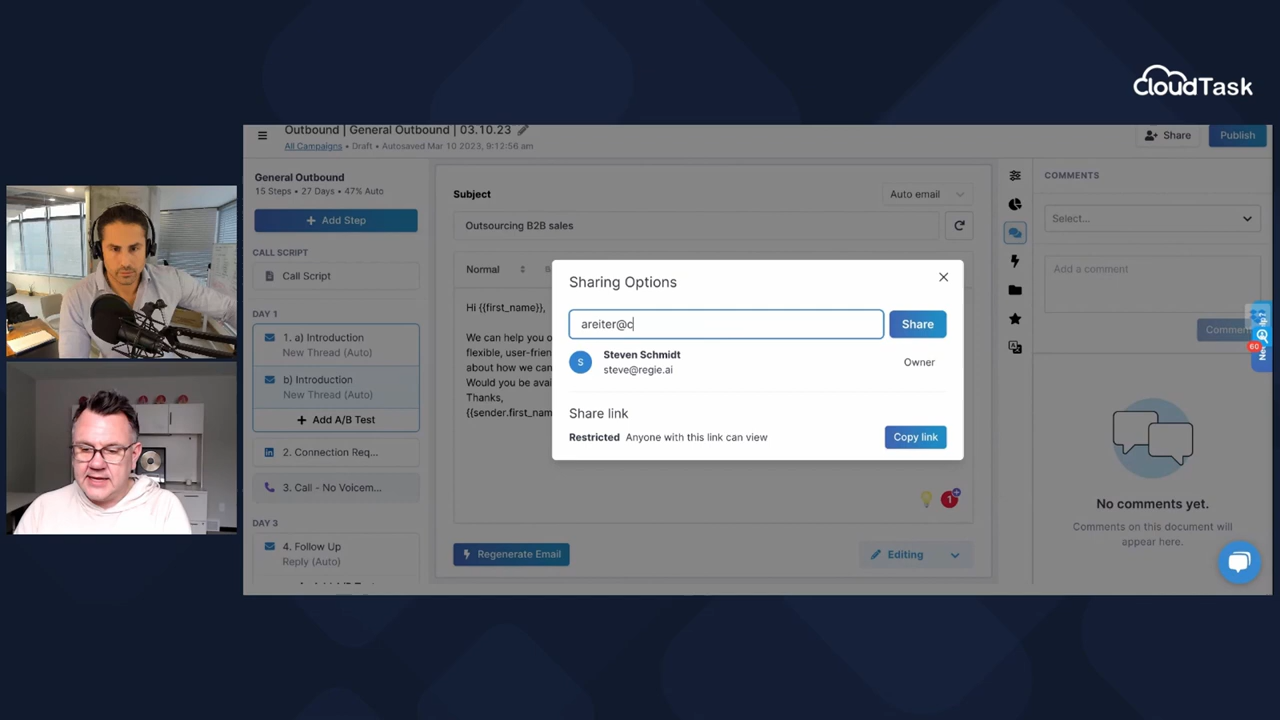 CloudTask
Outbound | General Outbound | 03.10.23
All Campaigns • Draft • Autosaved Mar 10 2023, 9:12:56 am
Share
Publish
General Outbound
15 Steps • 27 Days • 47% Auto
+ Add Step
CALL SCRIPT
Call Script
DAY 1
1. a) Introduction
New Thread (Auto)
b) Introduction
New Thread (Auto)
+ Add A/B Test
2. Connection Req...
3. Call - No Voicem...
DAY 3
4. Follow Up
Reply (Auto)
+ Add A/B Test
Subject
Auto email
Outsourcing B2B sales
Normal
Hi {{first_name}},
We can help you o
flexible, user-frien
about how we can
Would you be avai
Thanks,
{{sender.first_nam
1
Regenerate Email
Editing
Sharing Options
areiter@c
Share
S
Steven Schmidt
steve@regie.ai
Owner
Share link
Restricted Anyone with this link can view
Copy link
COMMENTS
Select...
Add a comment
Commen
60
No comments yet.
Comments on this document will
appear here.